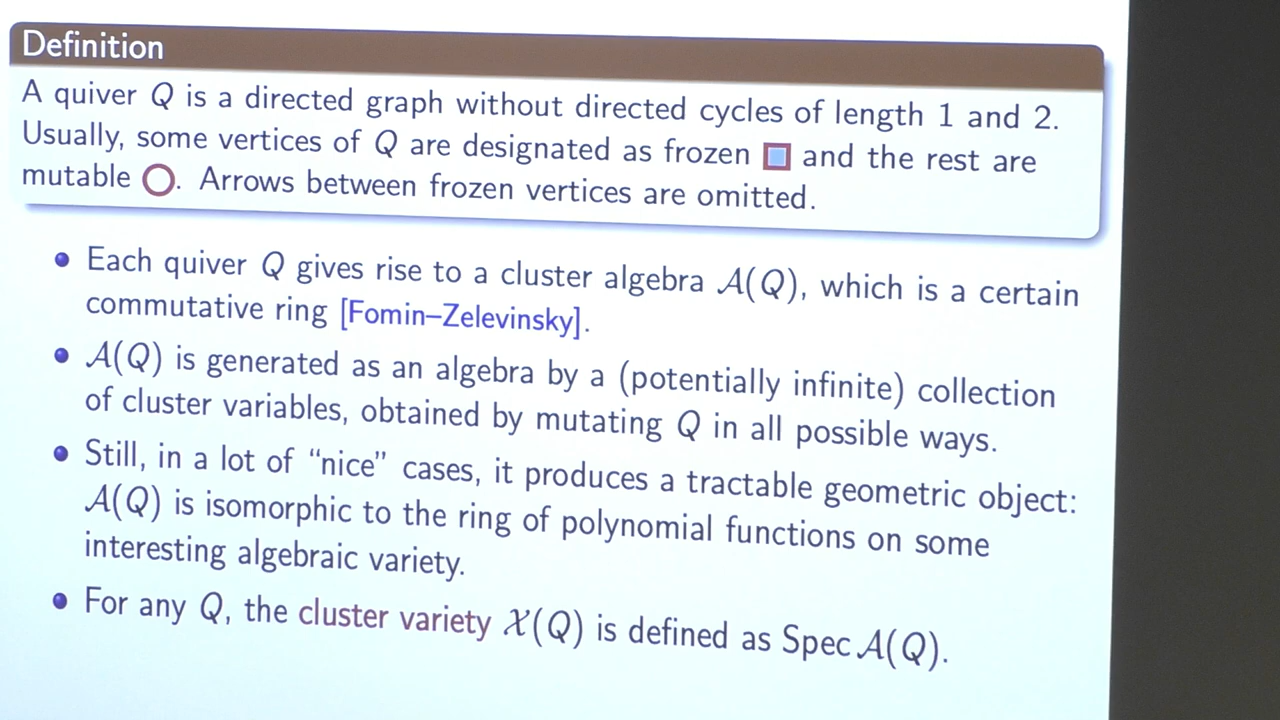 Definition
A quiver Q is a directed graph without directed cycles of length 1 and 2.
Usually, some vertices of Q are designated as frozen and the rest are
mutable . Arrows between frozen vertices are omitted.
Each quiver Q gives rise to a cluster algebra 𝒜(Q), which is a certain
commutative ring [Fomin–Zelevinsky].
𝒜(Q) is generated as an algebra by a (potentially infinite) collection
of cluster variables, obtained by mutating Q in all possible ways.
Still, in a lot of “nice” cases, it produces a tractable geometric object:
𝒜(Q) is isomorphic to the ring of polynomial functions on some
interesting algebraic variety.
For any Q, the cluster variety 𝒳(Q) is defined as Spec 𝒜(Q).